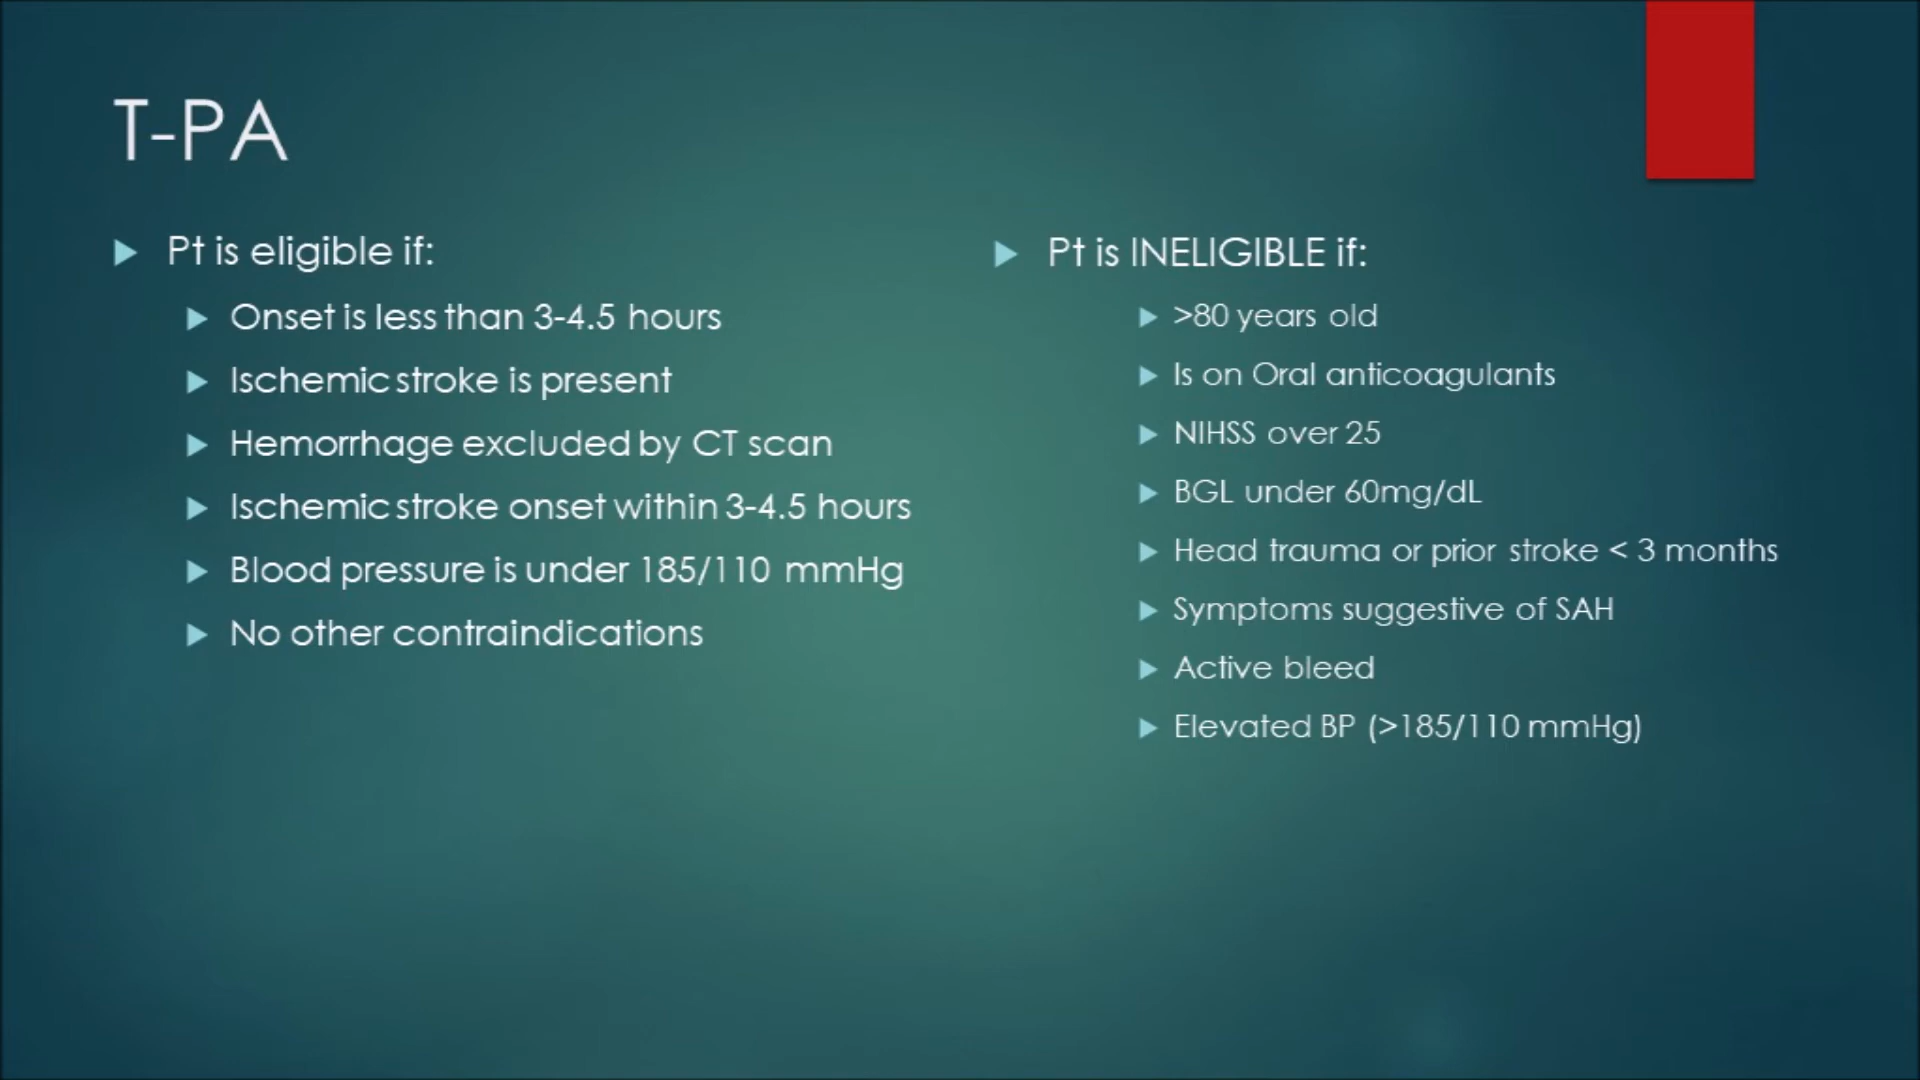 T-PA
Pt is eligible if:
Onset is less than 3-4.5 hours
Ischemic stroke is present
Hemorrhage excluded by CT scan
Ischemic stroke onset within 3-4.5 hours
Blood pressure is under 185/110 mmHg
No other contraindications
Pt is INELIGIBLE if:
>80 years old
Is on Oral anticoagulants
NIHSS over 25
BGL under 60mg/dL
Head trauma or prior stroke < 3 months
Symptoms suggestive of SAH
Active bleed
Elevated BP (>185/110 mmHg)